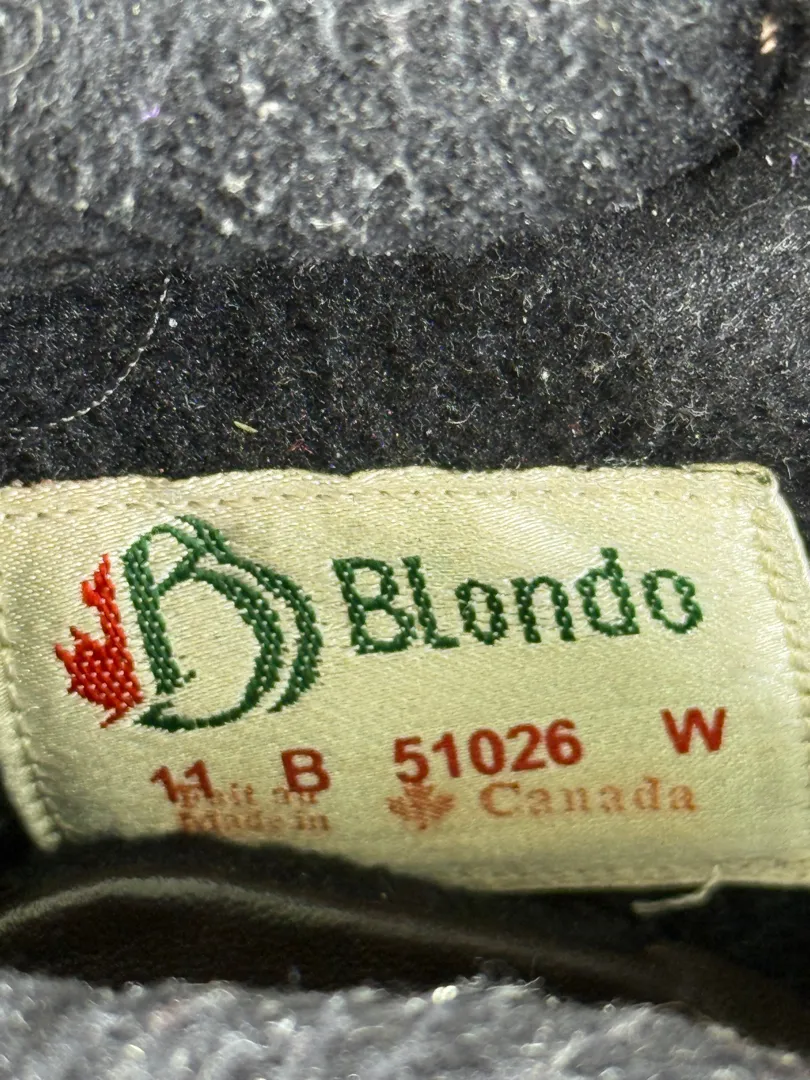 B BLondo
11 B 51026 W
Fait au
Made in Canada